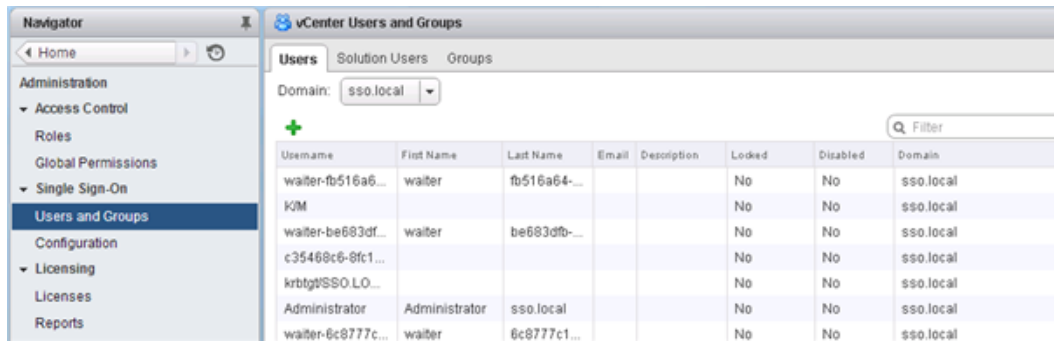 Navigator
Home
Administration
Access Control
Roles
Global Permissions
Single Sign-On
Users and Groups
Configuration
Licensing
Licenses
Reports
vCenter Users and Groups
Users Solution Users Groups
Domain: sso.local
Filter
Username First Name Last Name Email Description Locked Disabled Domain
waiter-fb516a6... waiter fb516a64-... No No sso.local
K/M No No sso.local
waiter-be683df... waiter be683dfb-... No No sso.local
c35468c6-8fc1... No No sso.local
krbtgt/SSO.LO... No No sso.local
Administrator Administrator sso.local No No sso.local
waiter-6c8777c... waiter 6c8777c1... No No sso.local